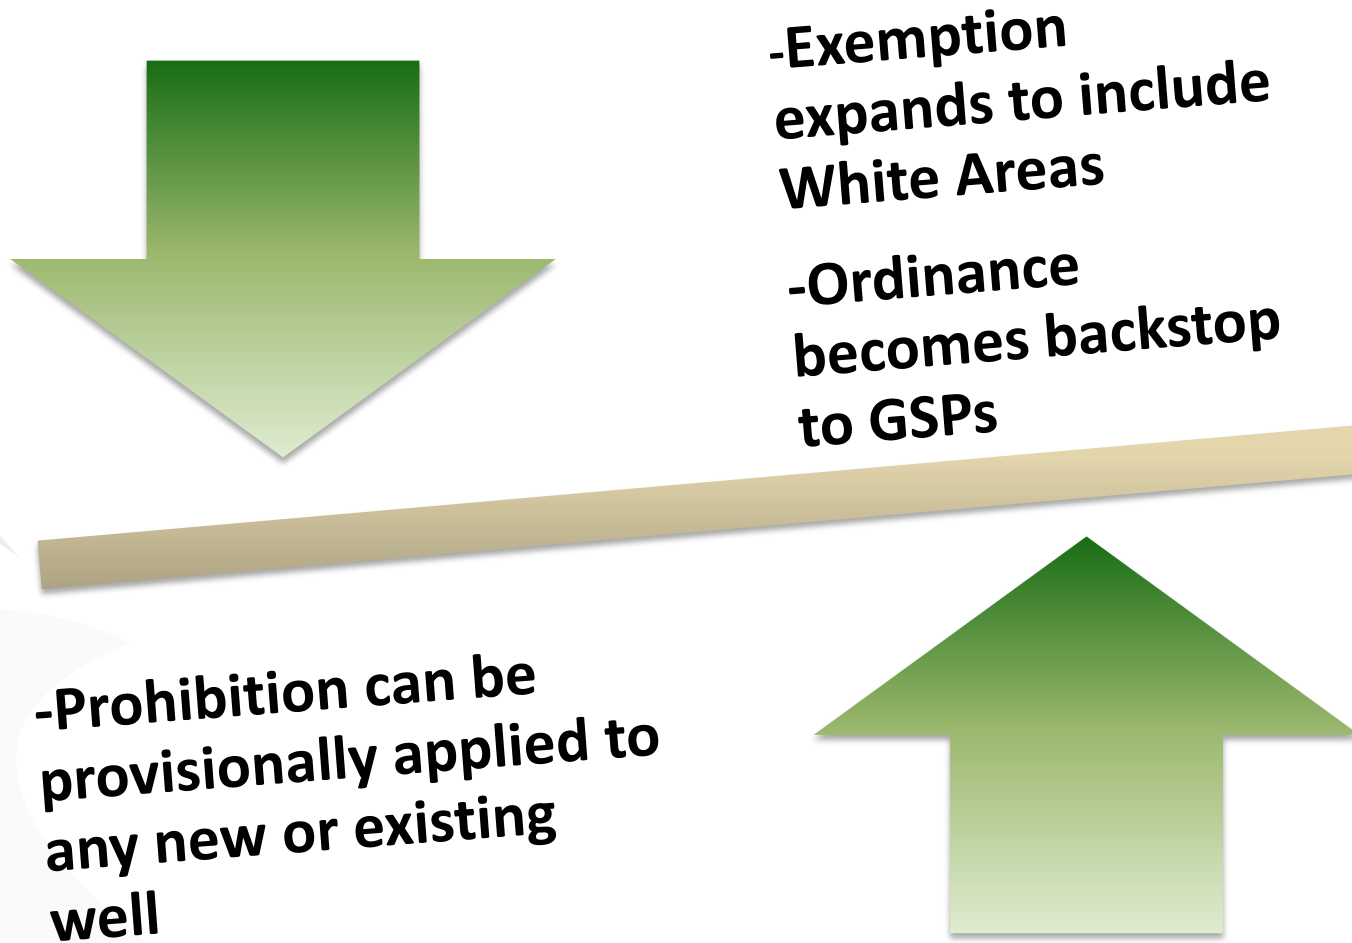 -Exemption
expands to include
White Areas
-Ordinance
becomes backstop
to GSPs
-Prohibition can be
provisionally applied to
any new or existing
well